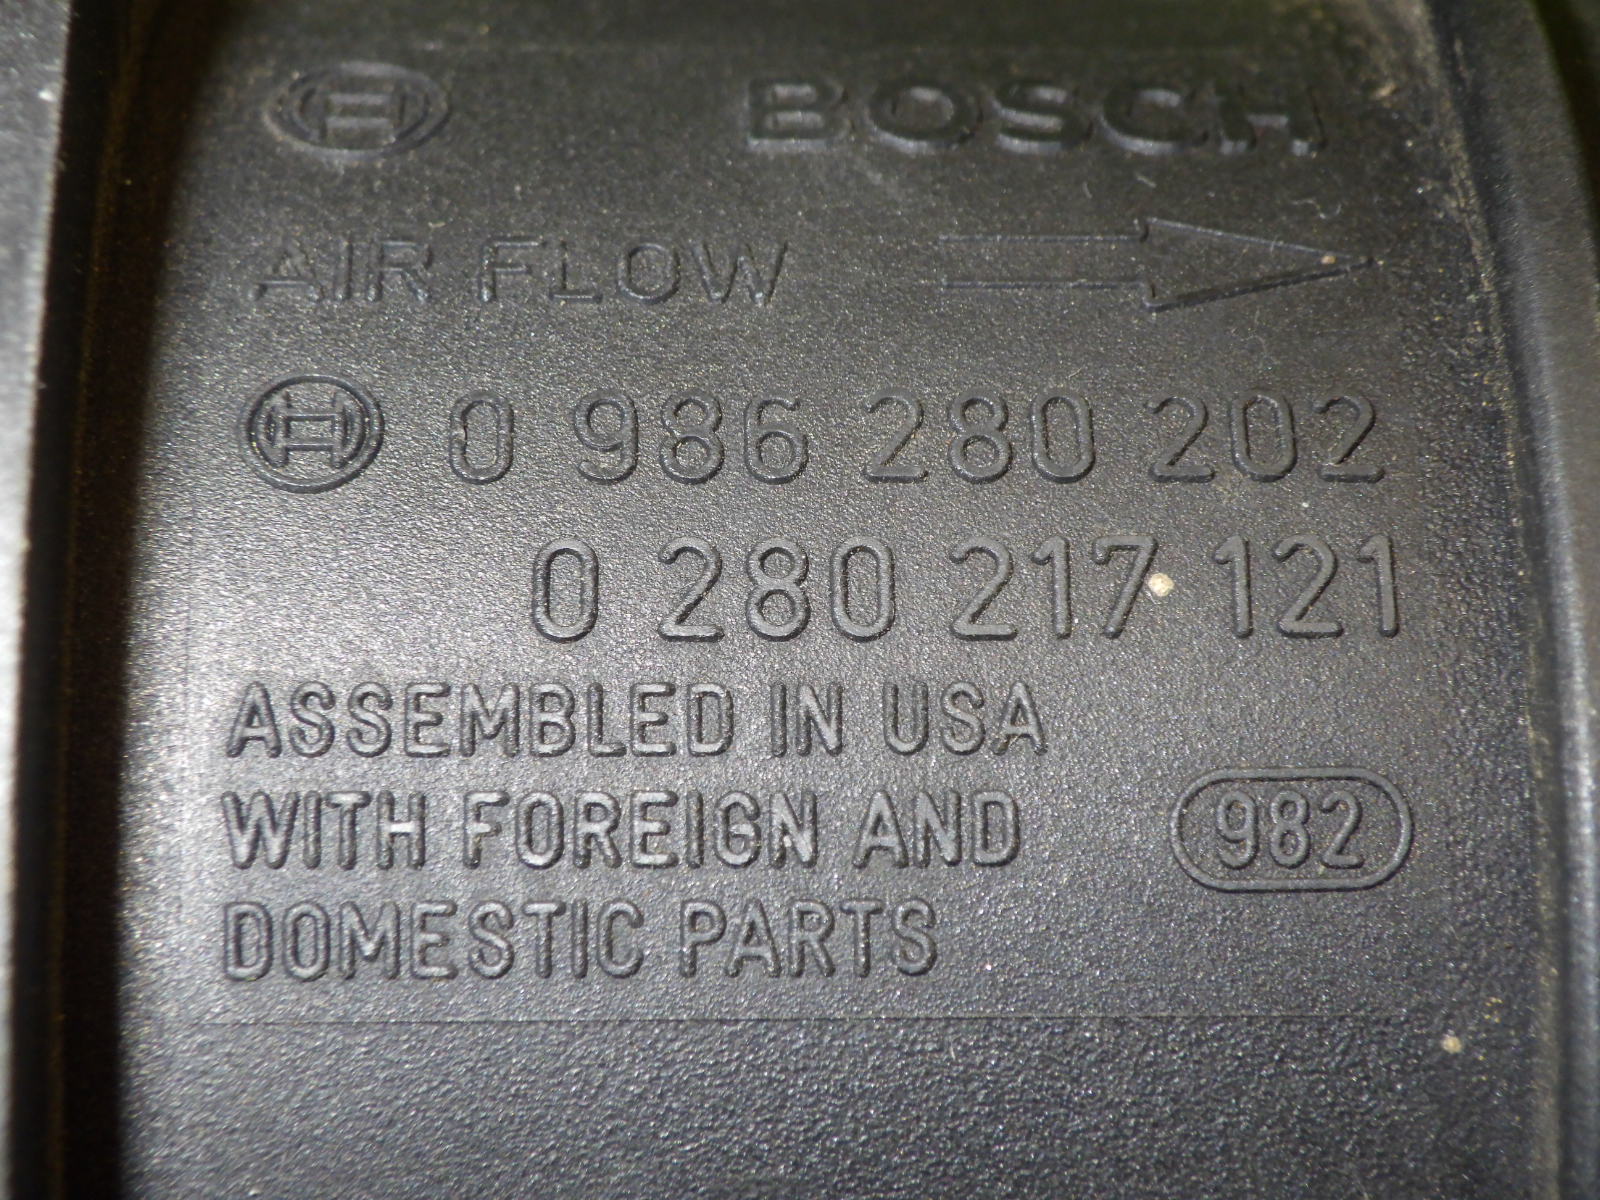 BOSCH
AIR FLOW
0 986 280 202
0 280 217 121
ASSEMBLED IN USA
WITH FOREIGN AND
DOMESTIC PARTS
982